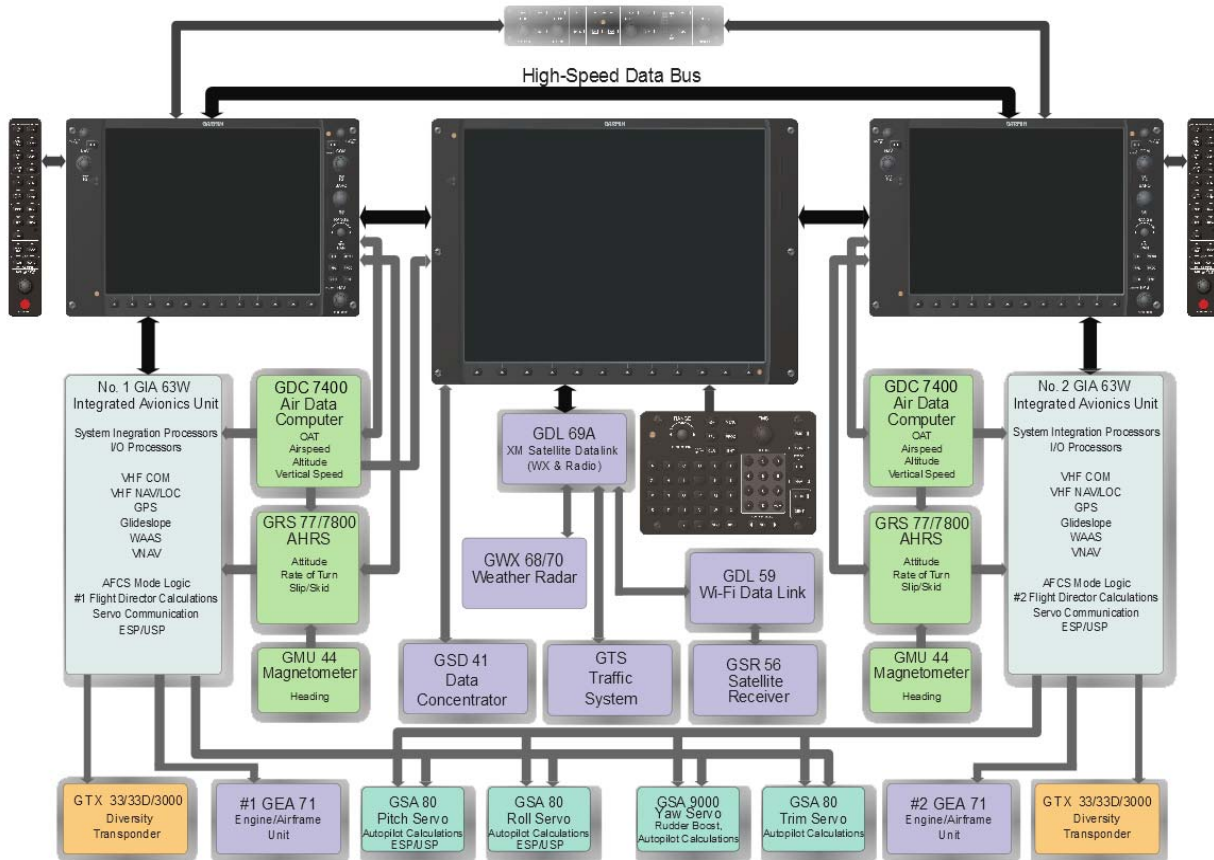 High-Speed Data Bus
GARMIN
GARMIN
GARMIN
No. 1 GIA 63W
Integrated Avionics Unit
System Inegration Processors
I/O Processors
VHF COM
VHF NAV/LOC
GPS
Glideslope
WAAS
VNAV
AFCS Mode Logic
#1 Flight Director Calculations
Servo Communication
ESP/USP
GDC 7400
Air Data
Computer
OAT
Airspeed
Altitude
Vertical Speed
GRS 77/7800
AHRS
Attitude
Rate of Turn
Slip/Skid
GMU 44
Magnetometer
Heading
GDL 69A
XM Satellite Datalink
(WX & Radio)
GWX 68/70
Weather Radar
GDL 59
Wi-Fi Data Link
GSD 41
Data
Concentrator
GTS
Traffic
System
GSR 56
Satellite
Receiver
GDC 7400
Air Data
Computer
OAT
Airspeed
Altitude
Vertical Speed
GRS 77/7800
AHRS
Attitude
Rate of Turn
Slip/Skid
GMU 44
Magnetometer
Heading
No. 2 GIA 63W
Integrated Avionics Unit
System Integration Processors
I/O Processors
VHF COM
VHF NAV/LOC
GPS
Glideslope
WAAS
VNAV
AFCS Mode Logic
#2 Flight Director Calculations
Servo Communication
ESP/USP
GTX 33/33D/3000
Diversity
Transponder
#1 GEA 71
Engine/Airframe
Unit
GSA 80
Pitch Servo
Autopilot Calculations
ESP/USP
GSA 80
Roll Servo
Autopilot Calculations
ESP/USP
GSA 9000
Yaw Servo
Rudder Boost,
Autopilot Calculations
GSA 80
Trim Servo
Autopilot Calculations
#2 GEA 71
Engine/Airframe
Unit
GTX 33/33D/3000
Diversity
Transponder